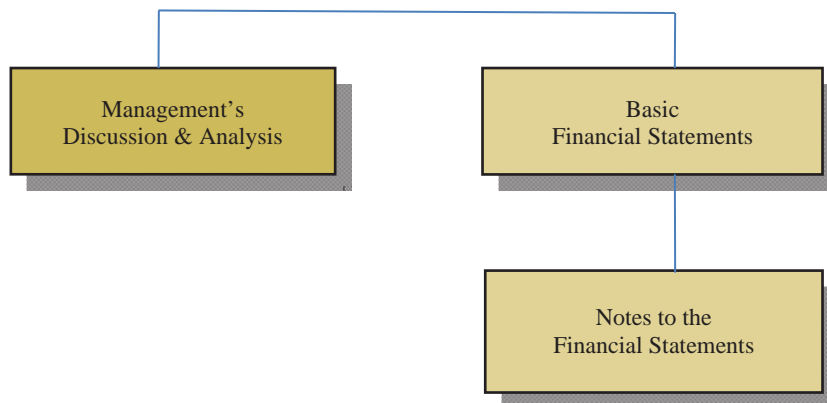 Management’s
Discussion & Analysis
Basic
Financial Statements
Notes to the
Financial Statements